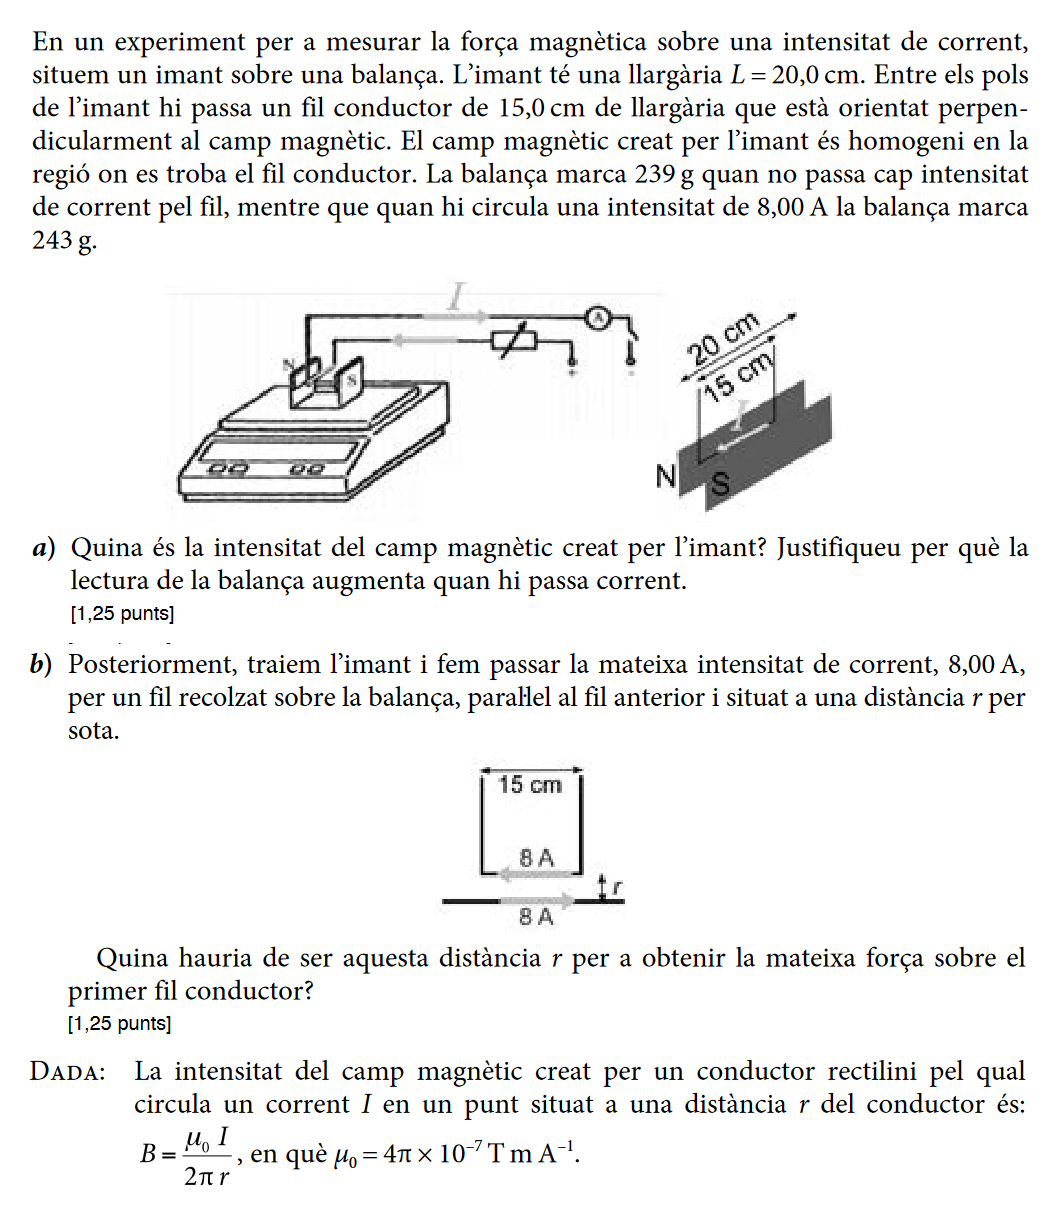 En un experiment per a mesurar la força magnètica sobre una intensitat de corrent,
situem un imant sobre una balança. L’imant té una llargària L = 20,0 cm. Entre els pols
de l’imant hi passa un fil conductor de 15,0 cm de llargària que està orientat perpen-
dicularment al camp magnètic. El camp magnètic creat per l’imant és homogeni en la
regió on es troba el fil conductor. La balança marca 239 g quan no passa cap intensitat
de corrent pel fil, mentre que quan hi circula una intensitat de 8,00 A la balança marca
243 g.
I
A
N
S
20 cm
15 cm
I
N
S
a) Quina és la intensitat del camp magnètic creat per l’imant? Justifiqueu per què la
lectura de la balança augmenta quan hi passa corrent.
[1,25 punts]
b) Posteriorment, traiem l’imant i fem passar la mateixa intensitat de corrent, 8,00 A,
per un fil recolzat sobre la balança, paraŀlel al fil anterior i situat a una distància r per
sota.
15 cm
8 A
r
8 A
Quina hauria de ser aquesta distància r per a obtenir la mateixa força sobre el
primer fil conductor?
[1,25 punts]
DADA: La intensitat del camp magnètic creat per un conductor rectilini pel qual
circula un corrent I en un punt situat a una distància r del conductor és:
B = μ₀ I / 2π r, en què μ₀ = 4π × 10⁻⁷ T m A⁻¹.